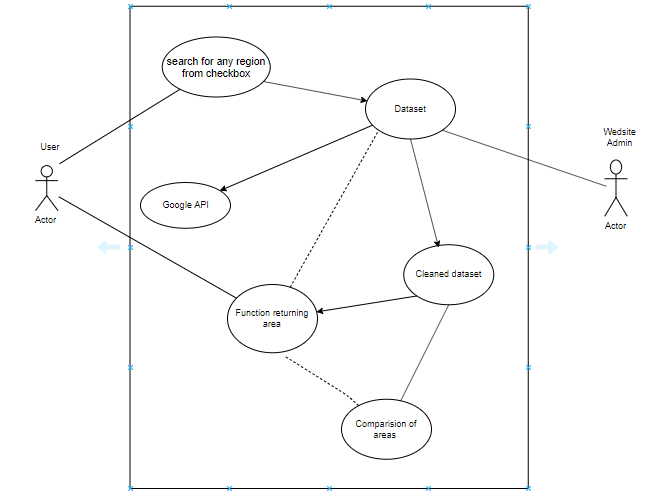 search for any region
from checkbox
Dataset
Wedsite
Admin
User
Google API
Actor
Actor
Cleaned dataset
Function returning
area
Comparision of
areas